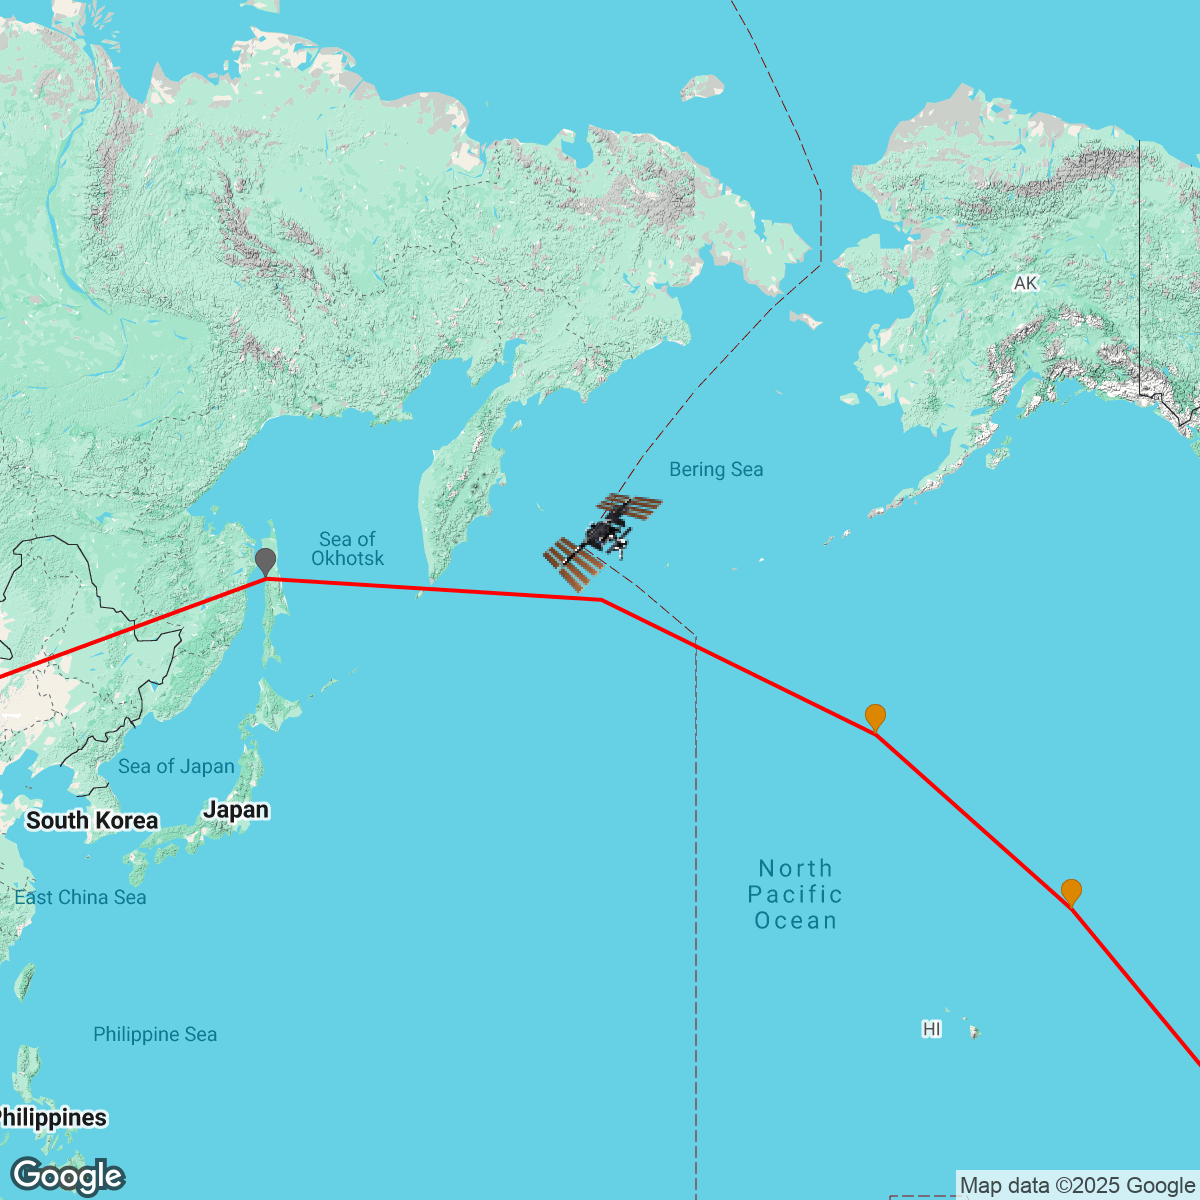 AK
Bering Sea
Sea of
Okhotsk
Sea of Japan
Japan
South Korea
North
Pacific
Ocean
East China Sea
HI
Philippine Sea
Philippines
Google
Map data ©2025 Google